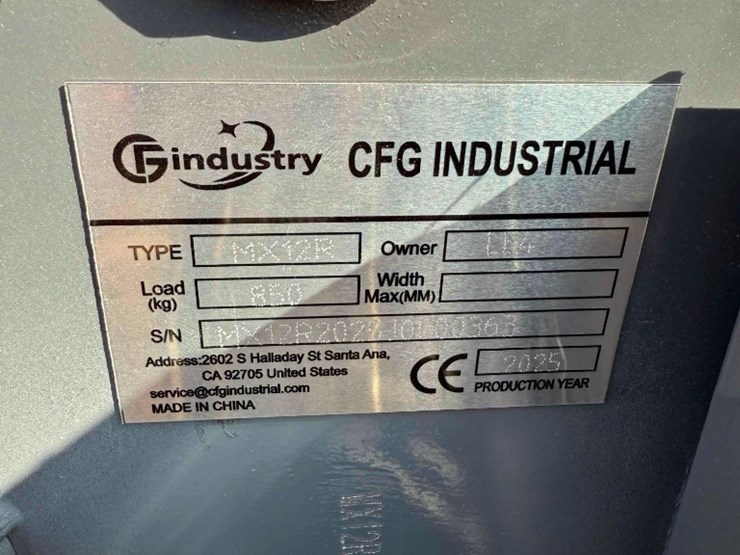 CFindustry CFG INDUSTRIAL
TYPE MX12R Owner
Load (kg) 850 Width Max(MM)
S/N
Address:2602 S Halladay St Santa Ana,
CA 92705 United States
service@cfgindustrial.com
MADE IN CHINA
CE 2025
PRODUCTION YEAR
MX12R